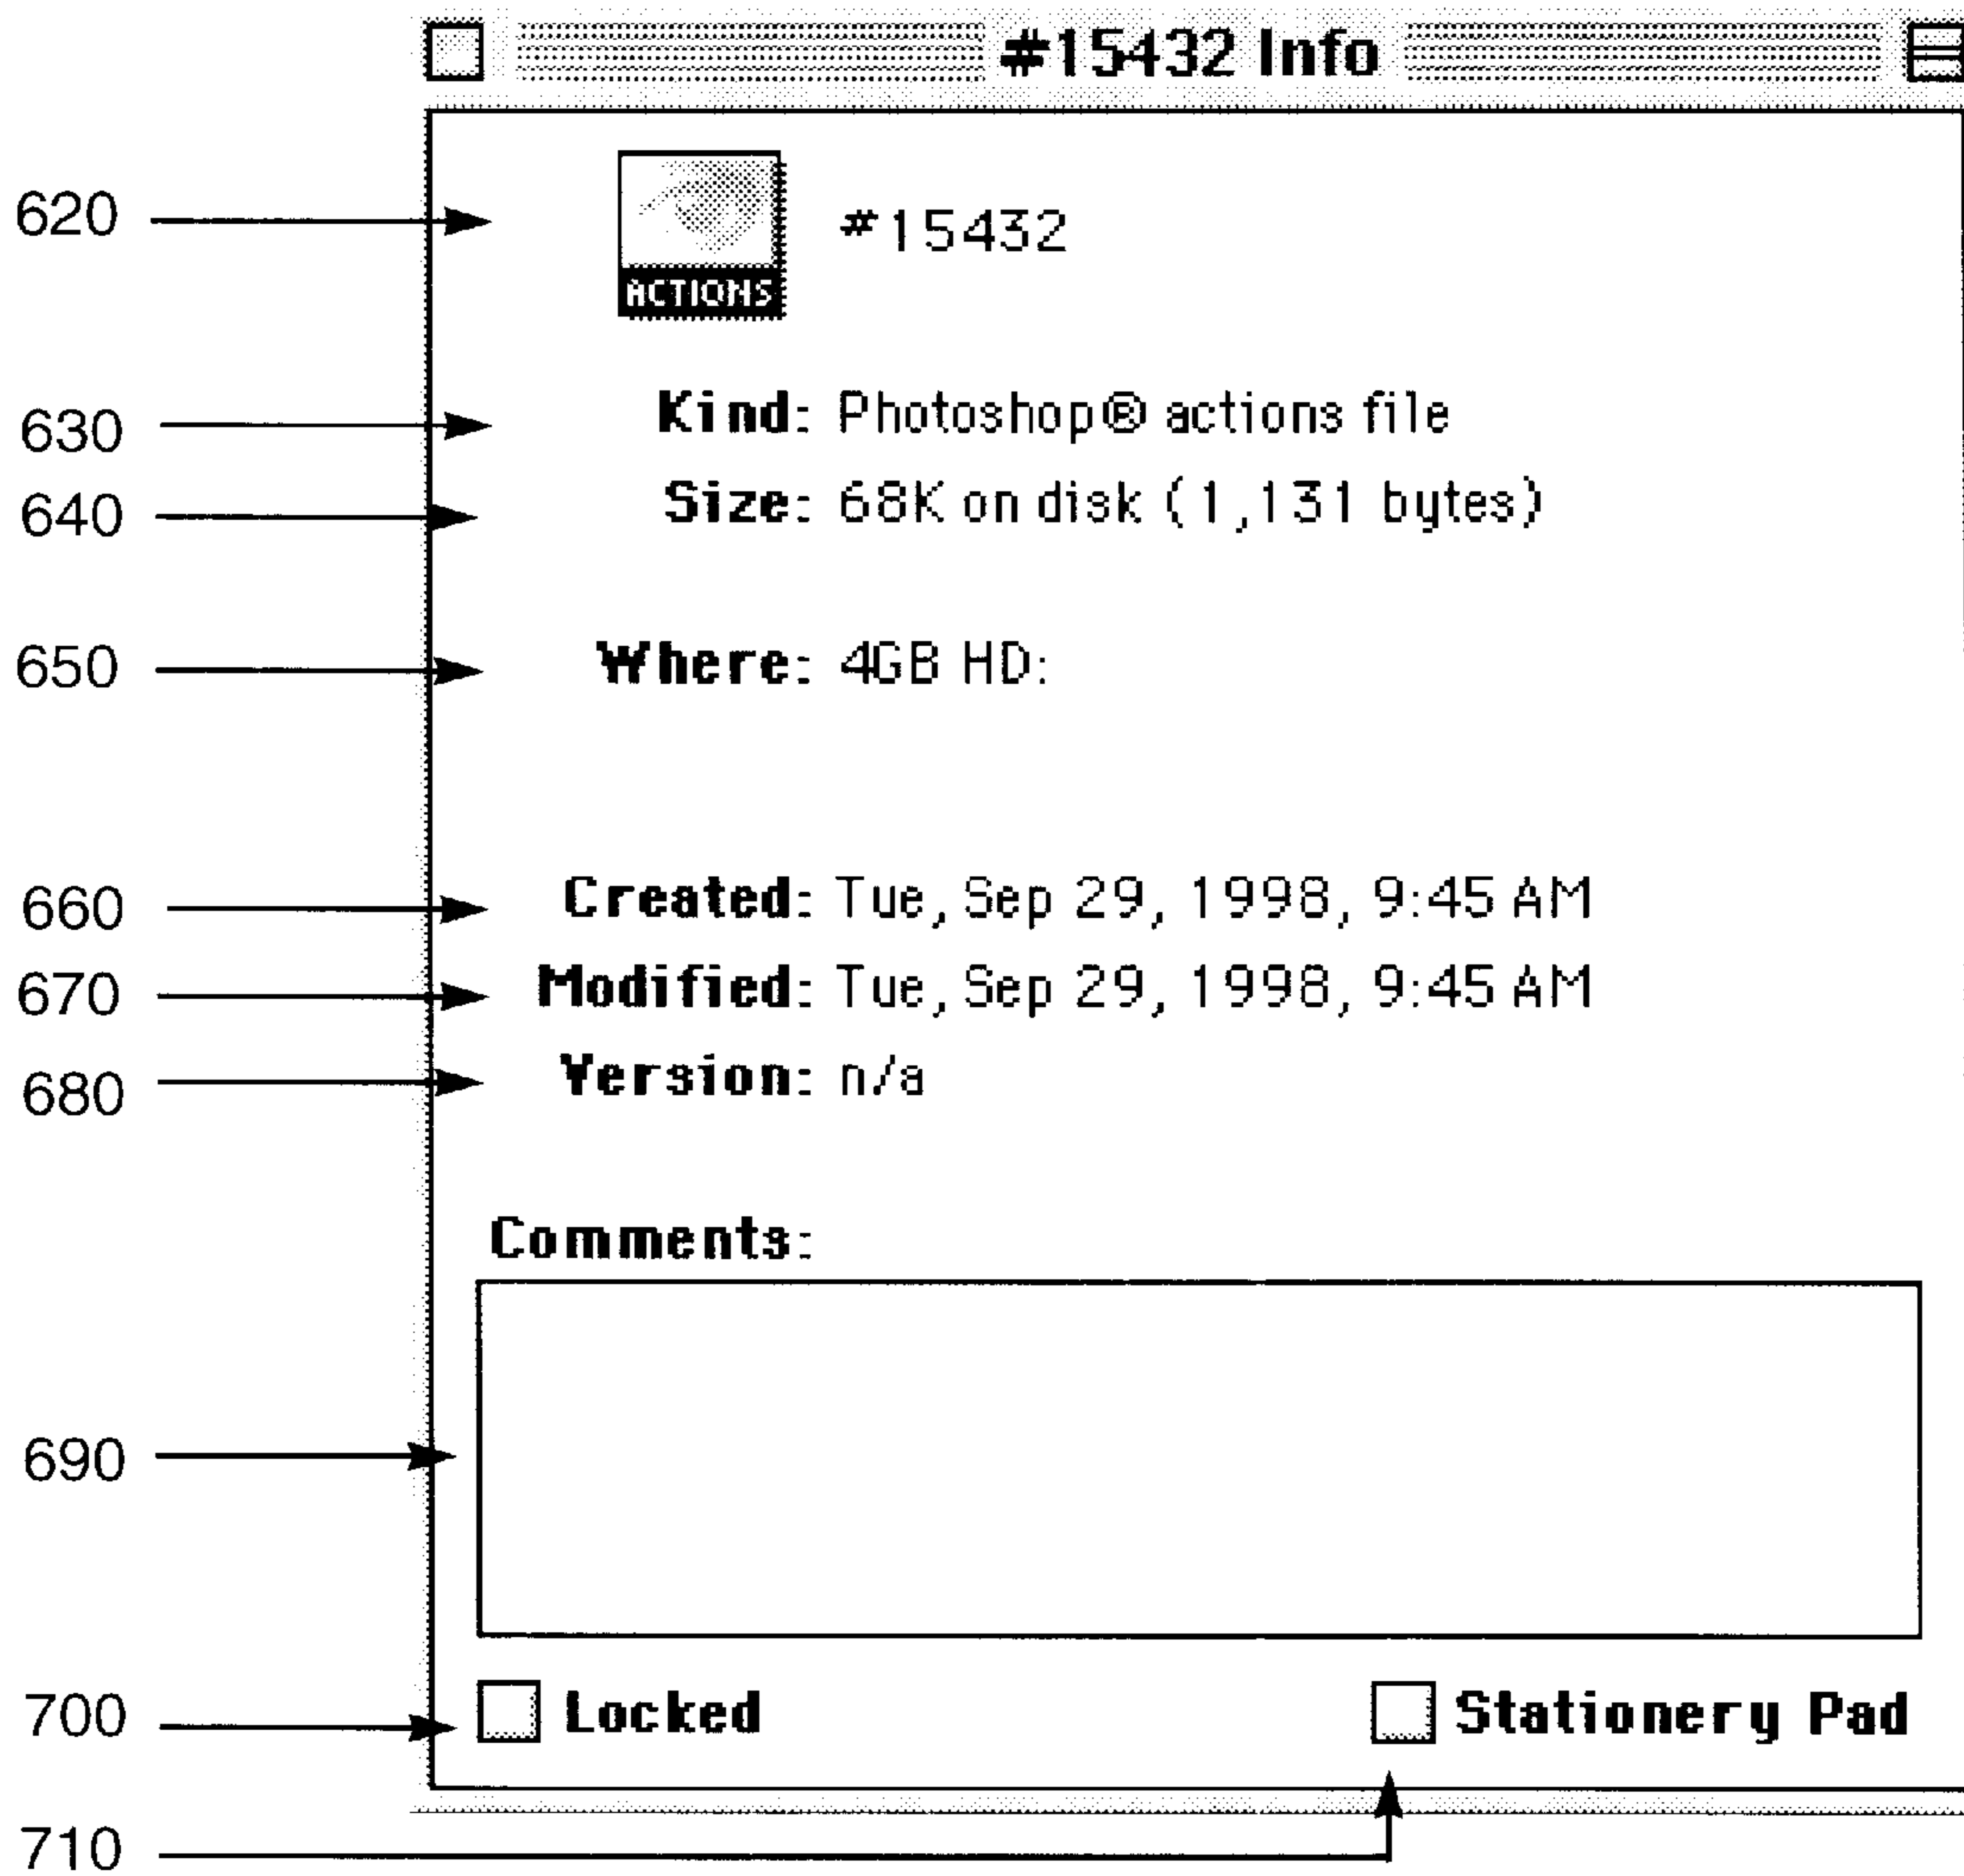 #15432 Info
620 #15432
ACTIONS
630 Kind: Photoshop® actions file
640 Size: 68K on disk (1,131 bytes)
650 Where: 4GB HD:
660 Created: Tue, Sep 29, 1998, 9:45 AM
670 Modified: Tue, Sep 29, 1998, 9:45 AM
680 Version: n/a
Comments:
690
700 Locked Stationery Pad
710